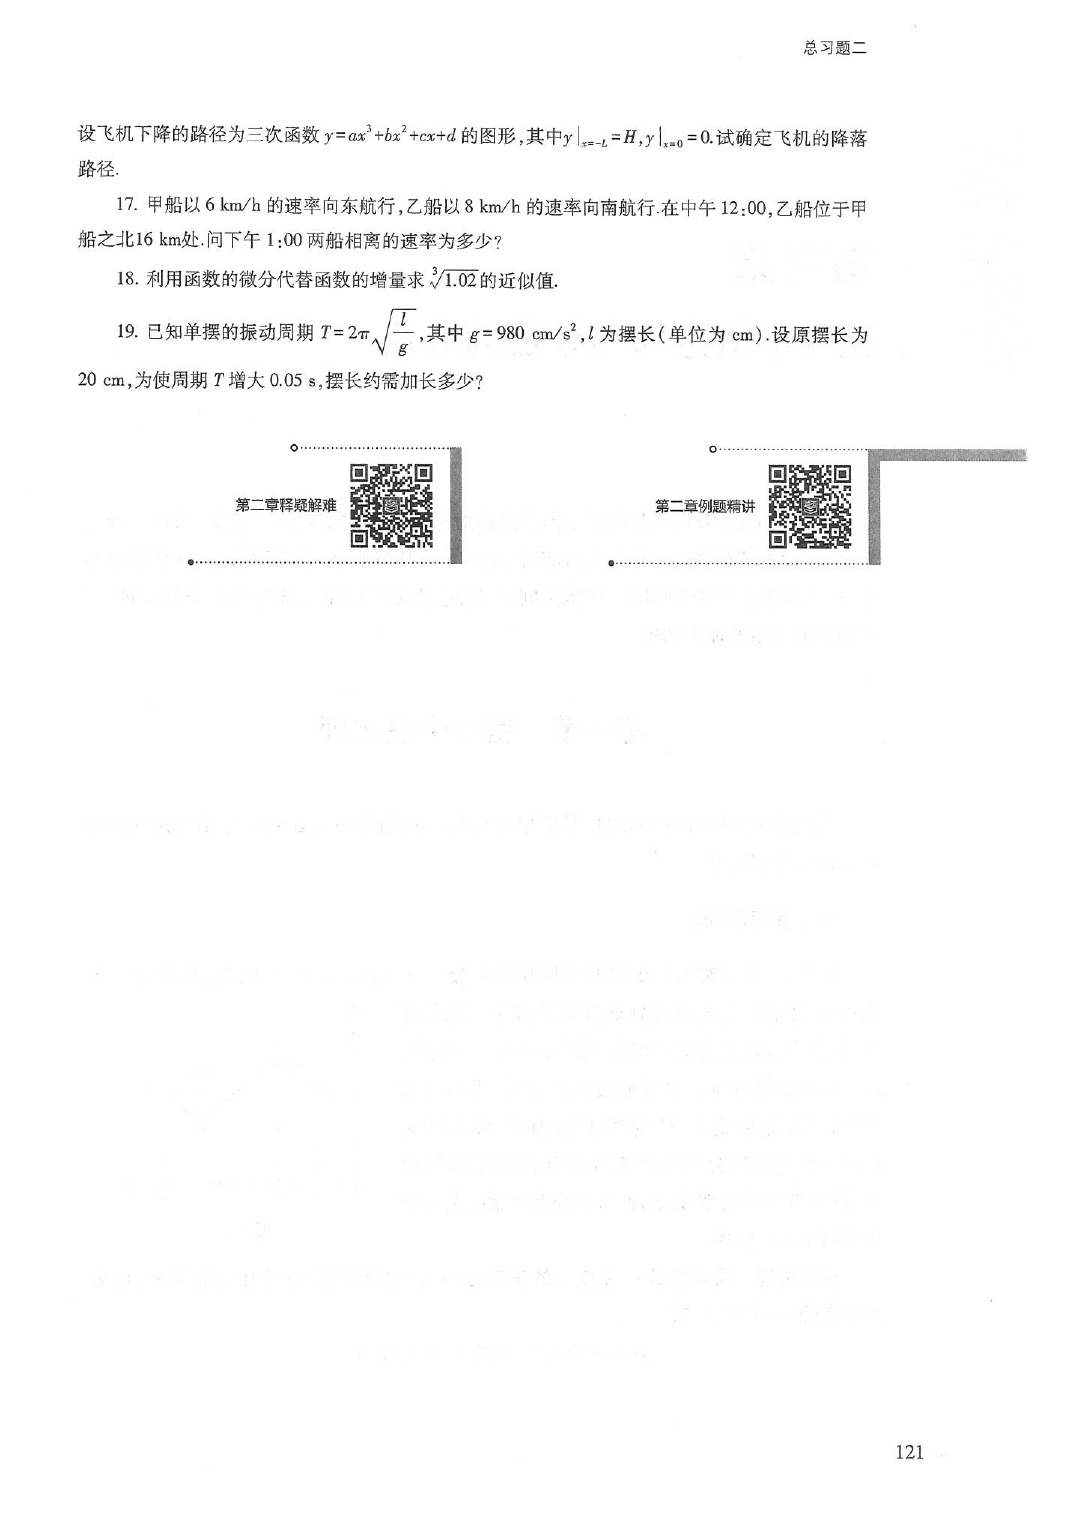 总习题二
设飞机下降的路径为三次函数 y=ax³+bx²+cx+d 的图形,其中y|ₓ₌₋L=H,y|ₓ₌₀=0.试确定飞机的降落
路径.
17. 甲船以 6 km/h 的速率向东航行,乙船以 8 km/h 的速率向南航行.在中午 12:00,乙船位于甲
船之北16 km处.问下午 1:00 两船相离的速率为多少?
18. 利用函数的微分代替函数的增量求 ∛1.02的近似值.
19. 已知单摆的振动周期 T=2π√(l/g),其中 g=980 cm/s²,l 为摆长(单位为 cm).设原摆长为
20 cm,为使周期 T 增大 0.05 s,摆长约需加长多少?
第二章释疑解难
第二章例题精讲
121